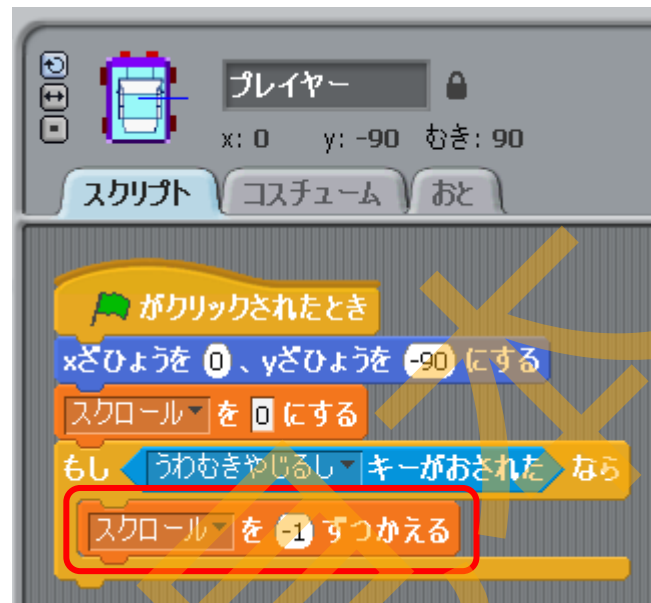 プレイヤー
x: 0 y: -90 むき: 90
スクリプト コスチューム おと
がクリックされたとき
xざひょうを 0 、yざひょうを -90 にする
スクロール を 0 にする
もし うわむきやじるし キーがおされた なら
スクロール を -1 ずつかえる